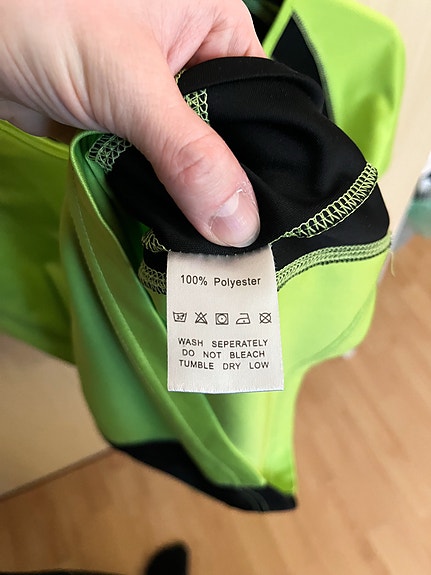 100% Polyester
WASH SEPERATELY
DO NOT BLEACH
TUMBLE DRY LOW